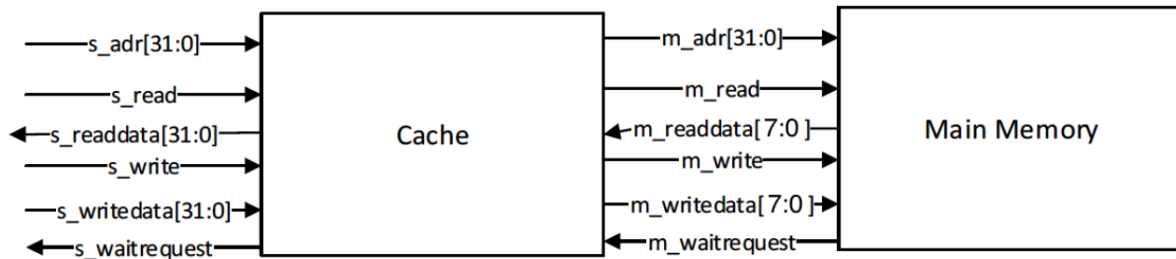 s_adr[31:0]
s_read
s_readdata[31:0]
s_write
s_writedata[31:0]
s_waitrequest
Cache
m_adr[31:0]
m_read
m_readdata[7:0]
m_write
m_writedata[7:0]
m_waitrequest
Main Memory